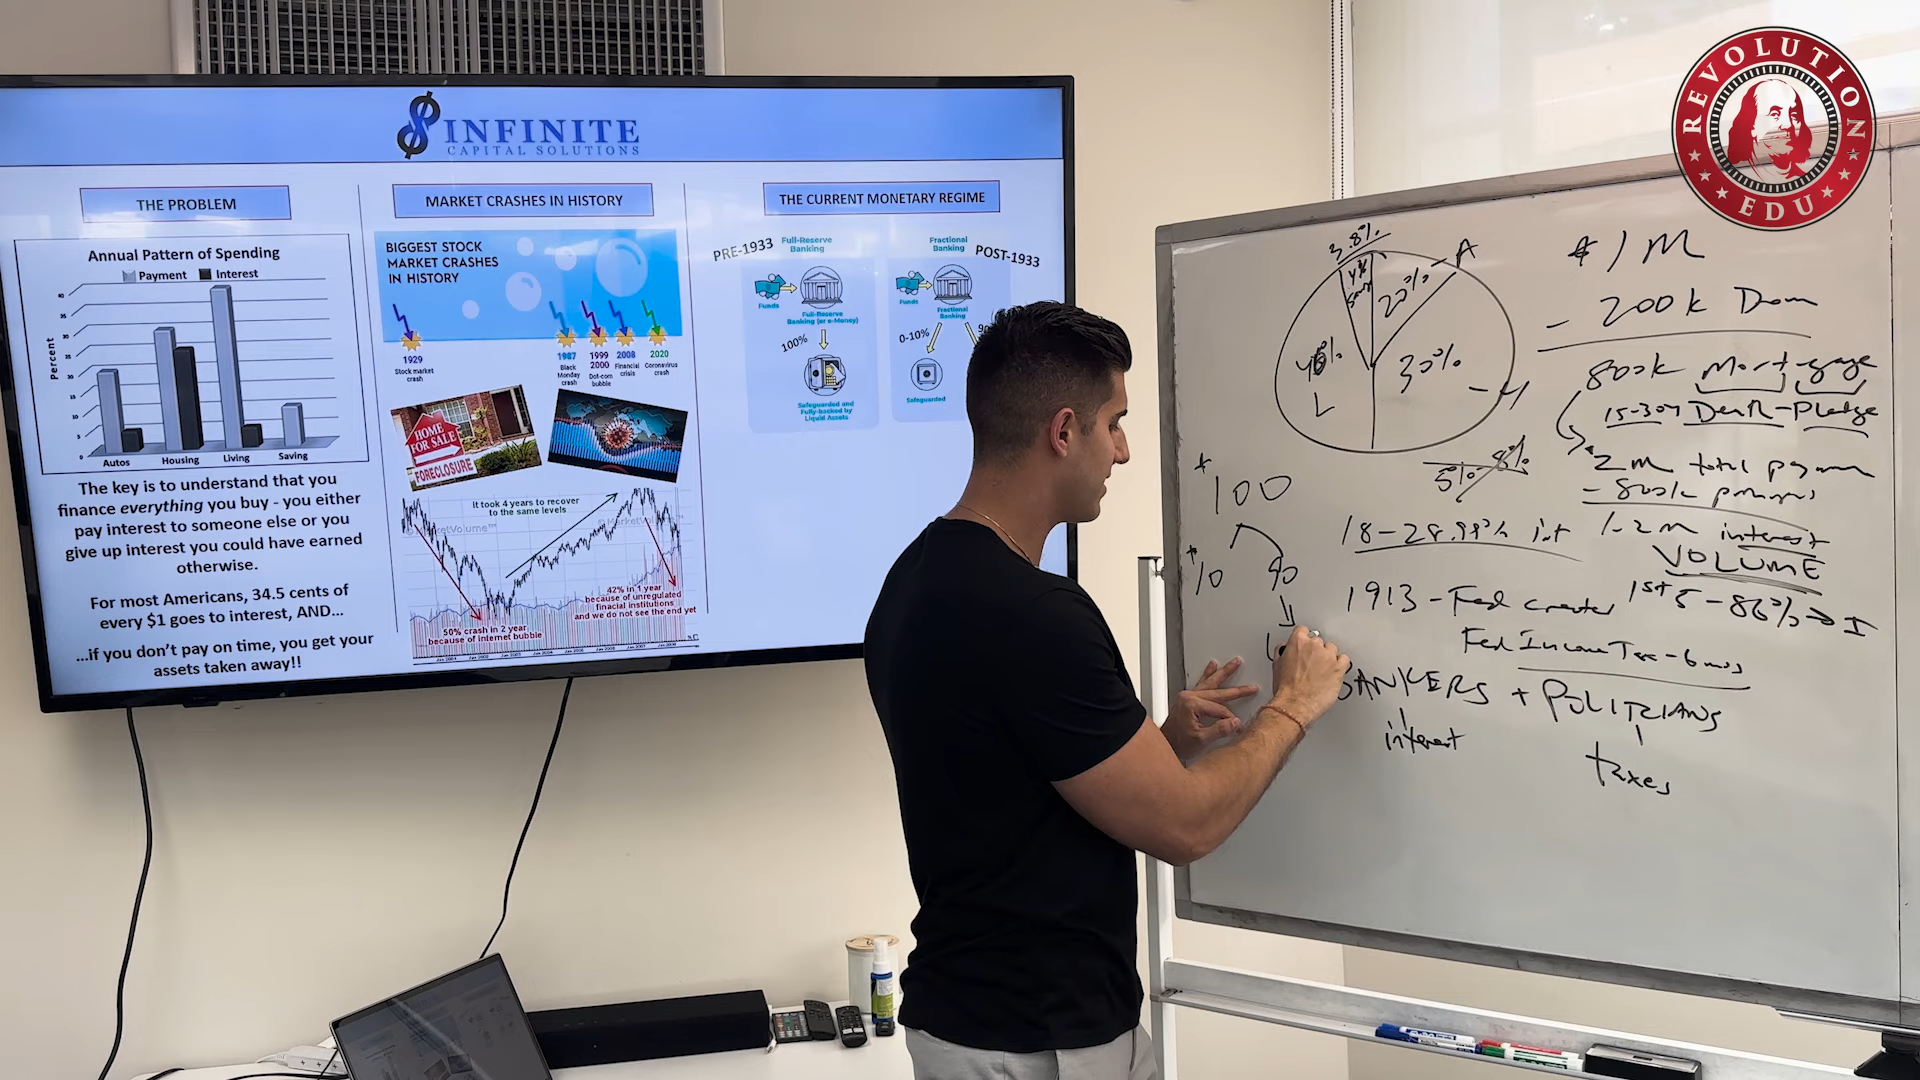 INFINITE
CAPITAL SOLUTIONS
THE PROBLEM
Annual Pattern of Spending
Payment Interest
Percent
Autos Housing Living Saving
The key is to understand that you
finance everything you buy - you either
pay interest to someone else or you
give up interest you could have earned
otherwise.
For most Americans, 34.5 cents of
every $1 goes to interest, AND...
...if you don't pay on time, you get your
assets taken away!!
MARKET CRASHES IN HISTORY
BIGGEST STOCK
MARKET CRASHES
IN HISTORY
1929
Stock market
crash
1987
Black
Monday
crash
1999
2000
Dot-com
bubble
2008
Financial
crisis
2020
Coronavirus
crash
HOME
FOR SALE
FORECLOSURE
It took 4 years to recover
to the same levels
50% crash in 2 year
because of internet bubble
42% in 1 year
because of unregulated
finacial institutions
and we do not see the end yet
THE CURRENT MONETARY REGIME
PRE-1933
Full-Reserve
Banking
Funds
Full-Reserve
Banking (or e-Money)
100%
Safeguarded and
Fully-backed by
Liquid Assets
Fractional
Banking
POST-1933
Funds
Fractional
Banking
0-10%
Safeguarded
REVOLUTION
EDU
3.8%
20% - A
30% - H
L
$100
$10 90
$1M
- 200k Down
800k Mort-gage
15-30y Death-Pledge
2m total payment
- 800k principal
1.2m interest
VOLUME
1st 5 - 86% → I
5%-8%
18-28.99% int
1913 - Fed created
Fed Income Tax - 6 mos
BANKERS + POLITICIANS
interest
taxes